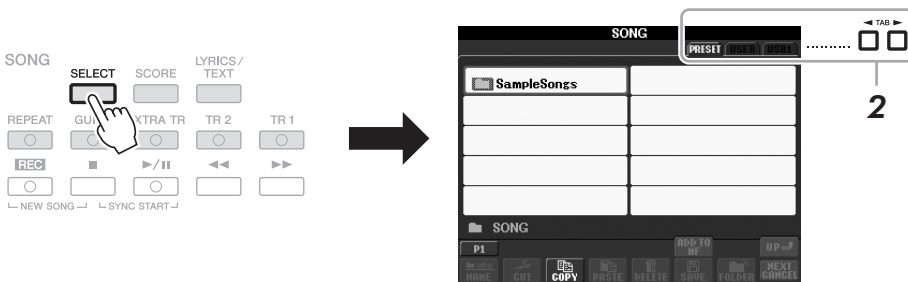 SONG
SELECT
SCORE
LYRICS/
TEXT
REPEAT
GU
XTRA TR
TR 2
TR 1
REC
NEW SONG
SYNC START
SONG
PRESET
USER
USB1
TAB
2
SampleSongs
SONG
P1
ADD TO
MF
UP
NAME
CUT
COPY
PASTE
DELETE
SAVE
FOLDER
NEXT
CANCEL